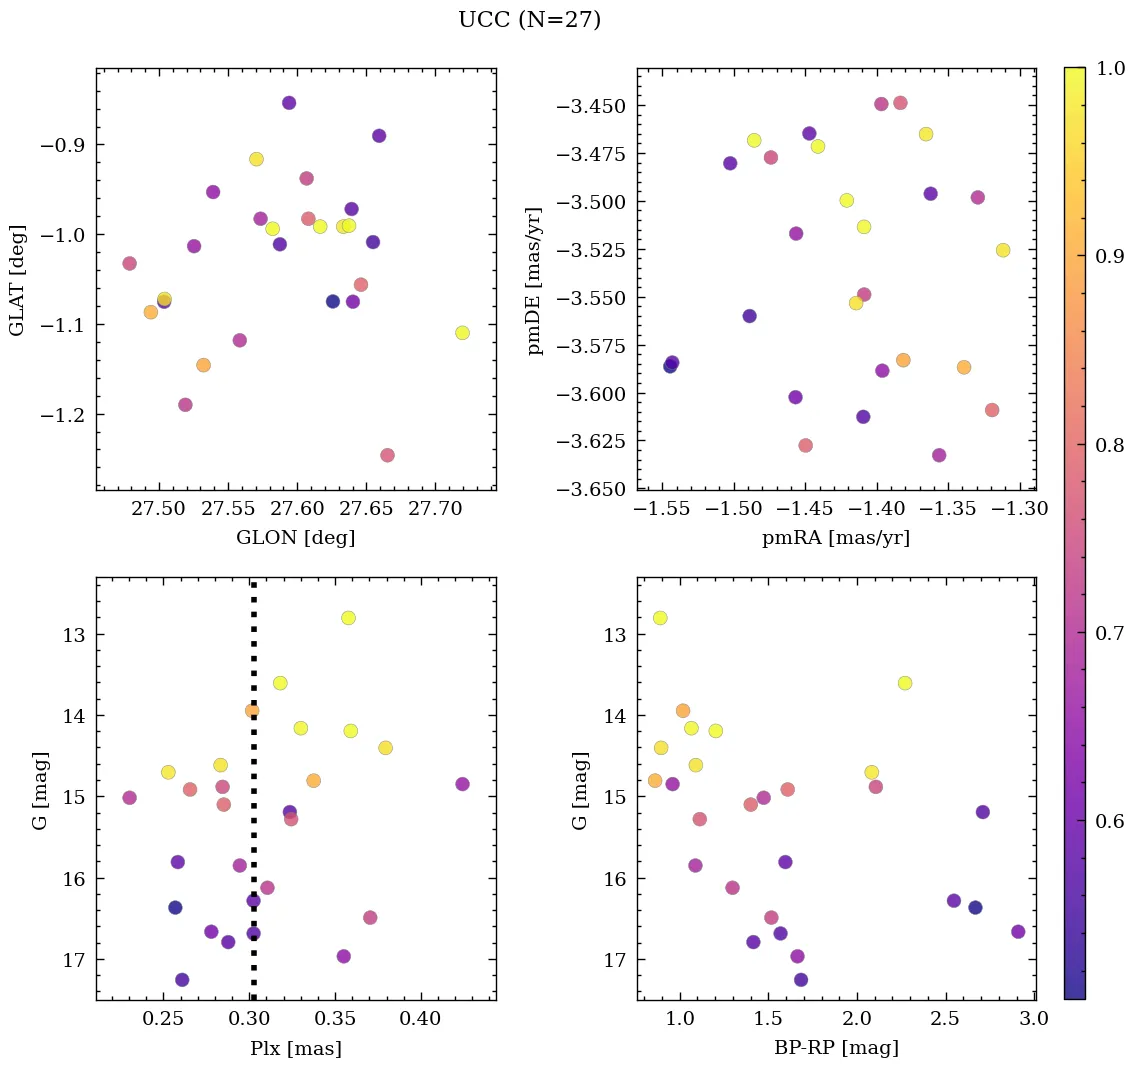 UCC (N=27)
−0.9
−1.0
−1.1
−1.2
GLAT [deg]
27.50 27.55 27.60 27.65 27.70
GLON [deg]
−3.450
−3.475
−3.500
−3.525
−3.550
−3.575
−3.600
−3.625
−3.650
pmDE [mas/yr]
−1.55 −1.50 −1.45 −1.40 −1.35 −1.30
pmRA [mas/yr]
1.0
0.9
0.8
0.7
0.6
13
14
15
16
17
G [mag]
0.25 0.30 0.35 0.40
Plx [mas]
13
14
15
16
17
G [mag]
1.0 1.5 2.0 2.5 3.0
BP-RP [mag]